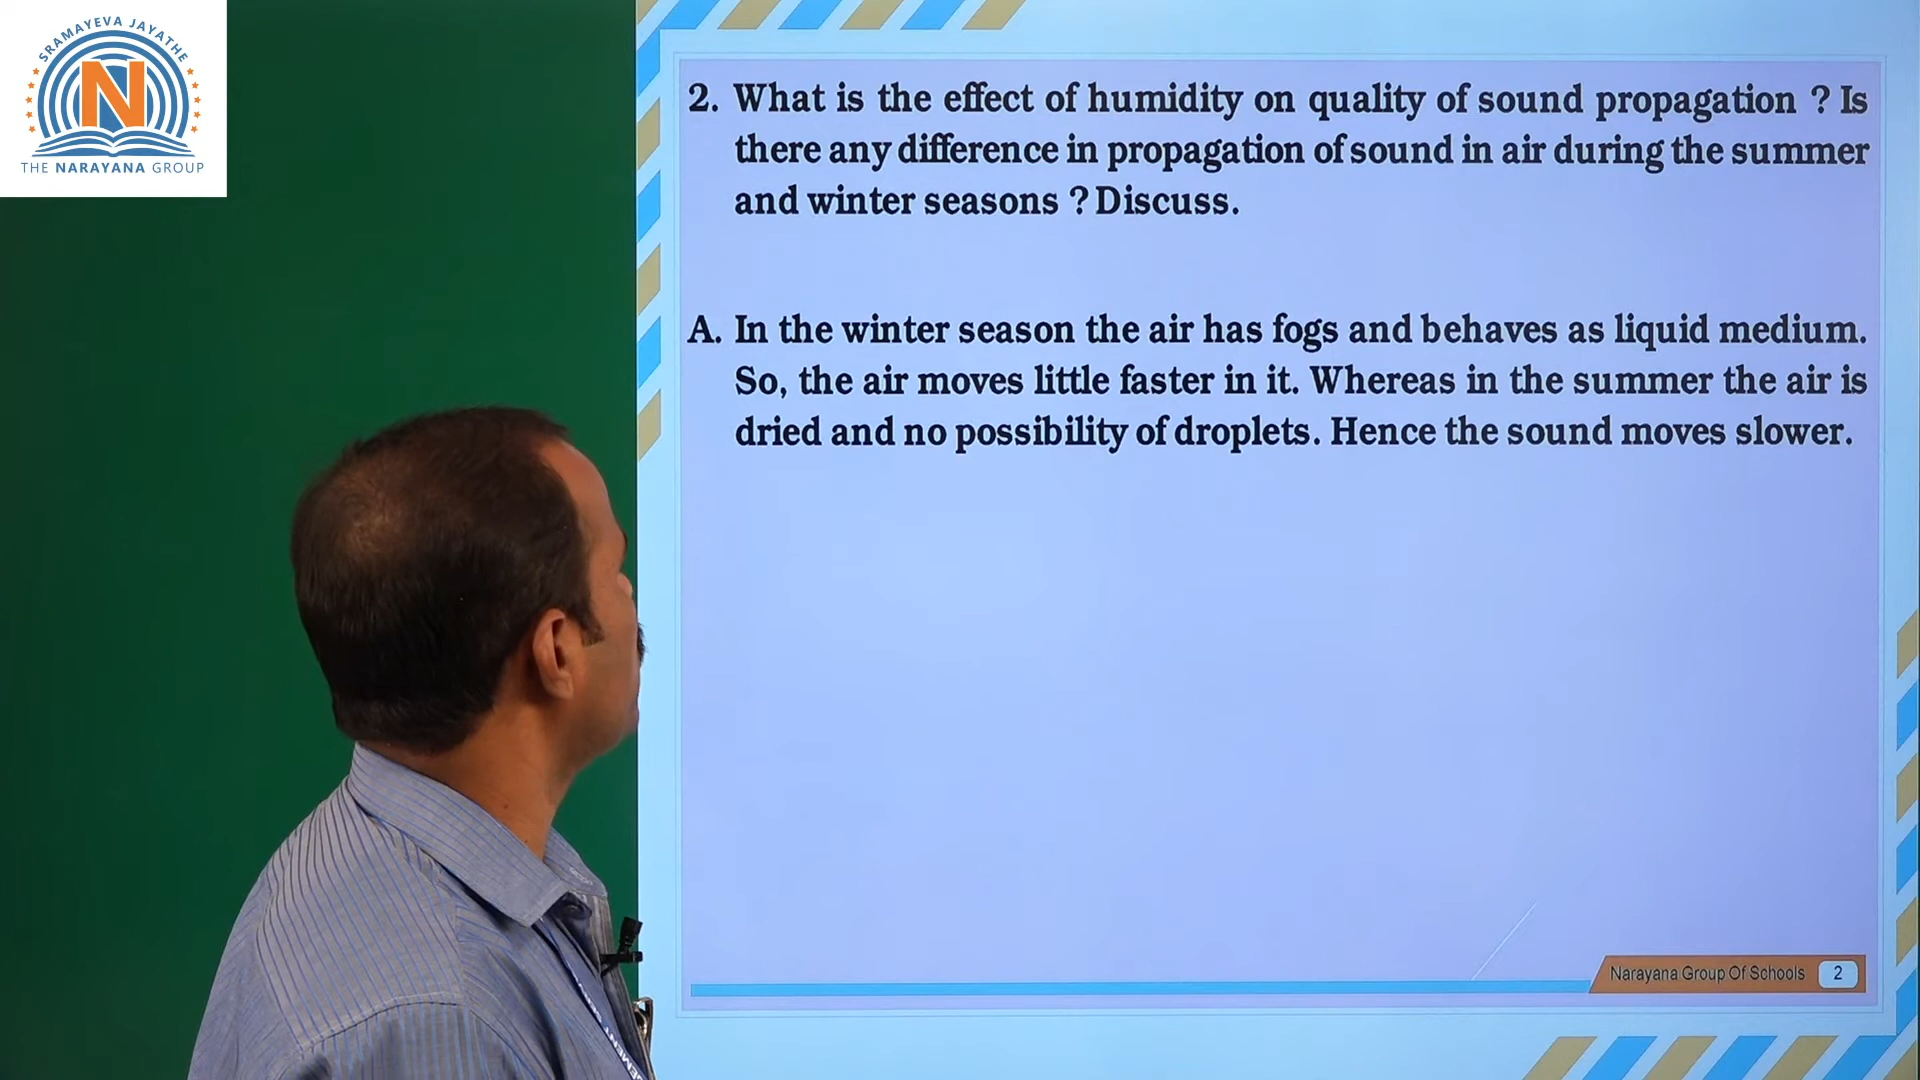 SRAMAYEVA JAYATHE
N
THE NARAYANA GROUP
2. What is the effect of humidity on quality of sound propagation ? Is
there any difference in propagation of sound in air during the summer
and winter seasons ? Discuss.
A. In the winter season the air has fogs and behaves as liquid medium.
So, the air moves little faster in it. Whereas in the summer the air is
dried and no possibility of droplets. Hence the sound moves slower.
Narayana Group Of Schools 2